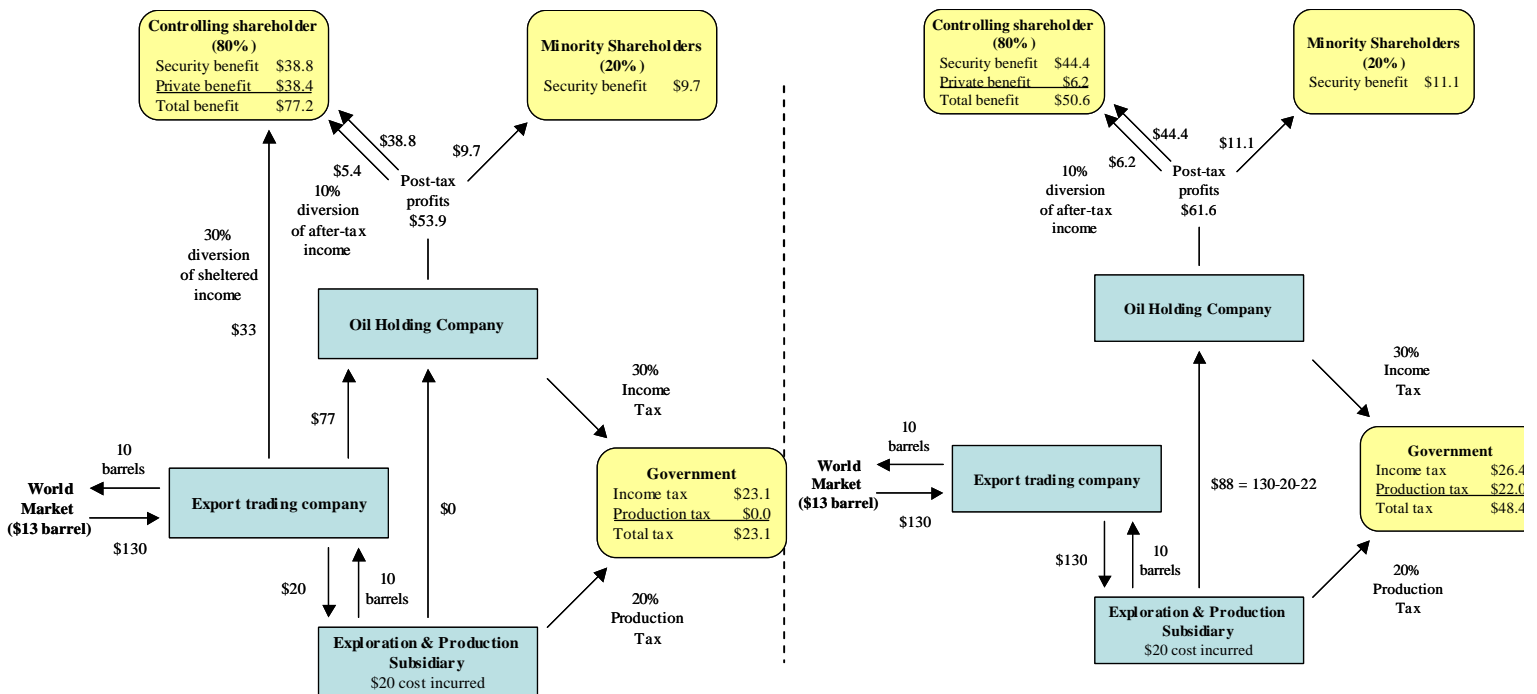 Controlling shareholder
(80%)
Security benefit $38.8
Private benefit $38.4
Total benefit $77.2
Minority Shareholders
(20%)
Security benefit $9.7
$38.8
$5.4
$9.7
Post-tax
profits
$53.9
10%
diversion
of after-tax
income
30%
diversion
of sheltered
income
$33
Oil Holding Company
30%
Income
Tax
$77
$0
10
barrels
World
Market
($13 barrel)
$130
Export trading company
Government
Income tax $23.1
Production tax $0.0
Total tax $23.1
$20
10
barrels
20%
Production
Tax
Exploration & Production
Subsidiary
$20 cost incurred
Controlling shareholder
(80%)
Security benefit $44.4
Private benefit $6.2
Total benefit $50.6
Minority Shareholders
(20%)
Security benefit $11.1
$44.4
$6.2
$11.1
Post-tax
profits
$61.6
10%
diversion
of after-tax
income
Oil Holding Company
30%
Income
Tax
10
barrels
World
Market
($13 barrel)
$130
Export trading company
$88 = 130-20-22
Government
Income tax $26.4
Production tax $22.0
Total tax $48.4
$130
10
barrels
20%
Production
Tax
Exploration & Production
Subsidiary
$20 cost incurred